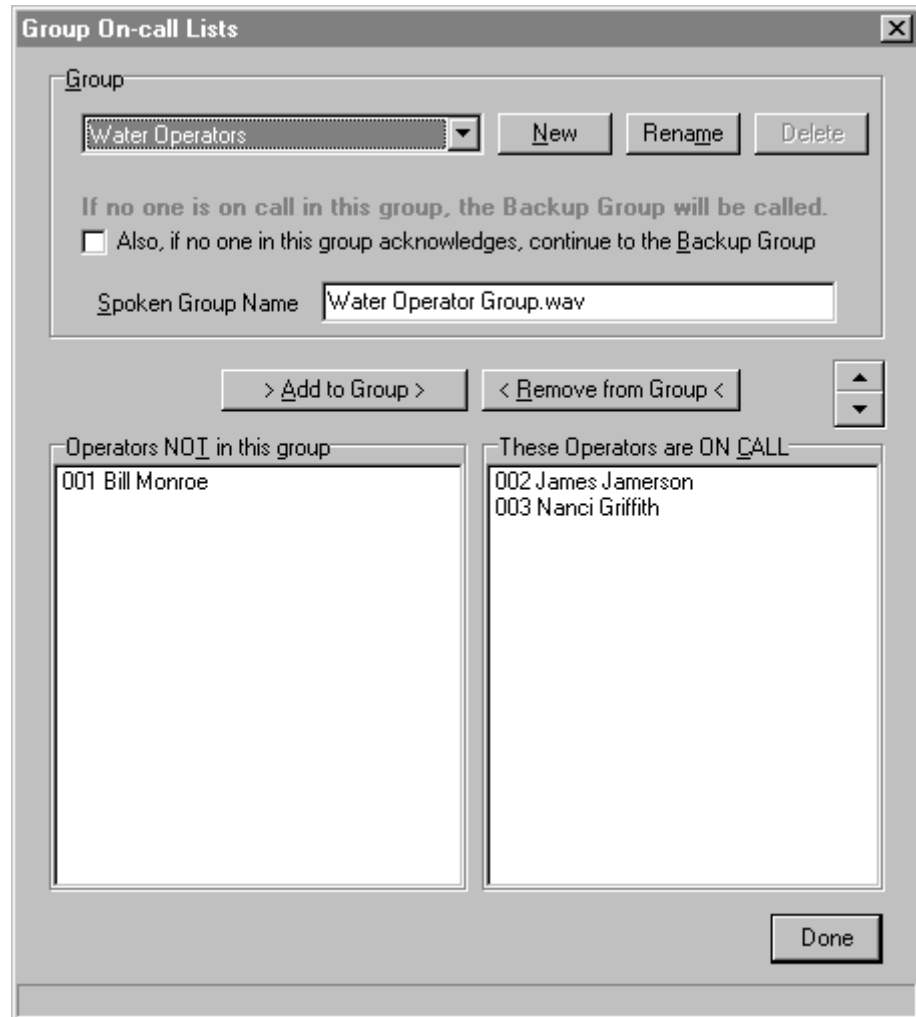 Group On-call Lists
Group
Water Operators
New
Rename
Delete
If no one is on call in this group, the Backup Group will be called.
Also, if no one in this group acknowledges, continue to the Backup Group
Spoken Group Name
Water Operator Group.wav
> Add to Group >
< Remove from Group <
Operators NOT in this group
001 Bill Monroe
These Operators are ON CALL
002 James Jamerson
003 Nanci Griffith
Done